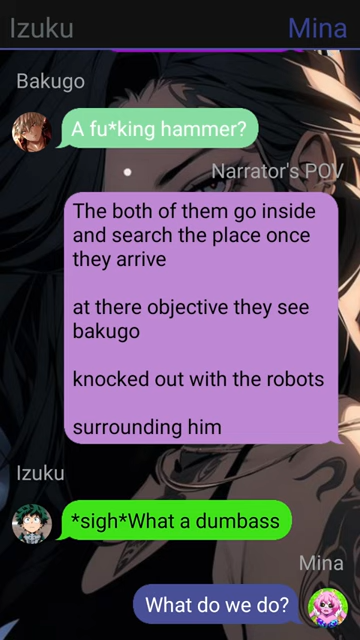 Izuku
Mina
Bakugo
A fu*king hammer?
Narrator's POV
The both of them go inside
and search the place once
they arrive
at there objective they see
bakugo
knocked out with the robots
surrounding him
Izuku
*sigh*What a dumbass
Mina
What do we do?